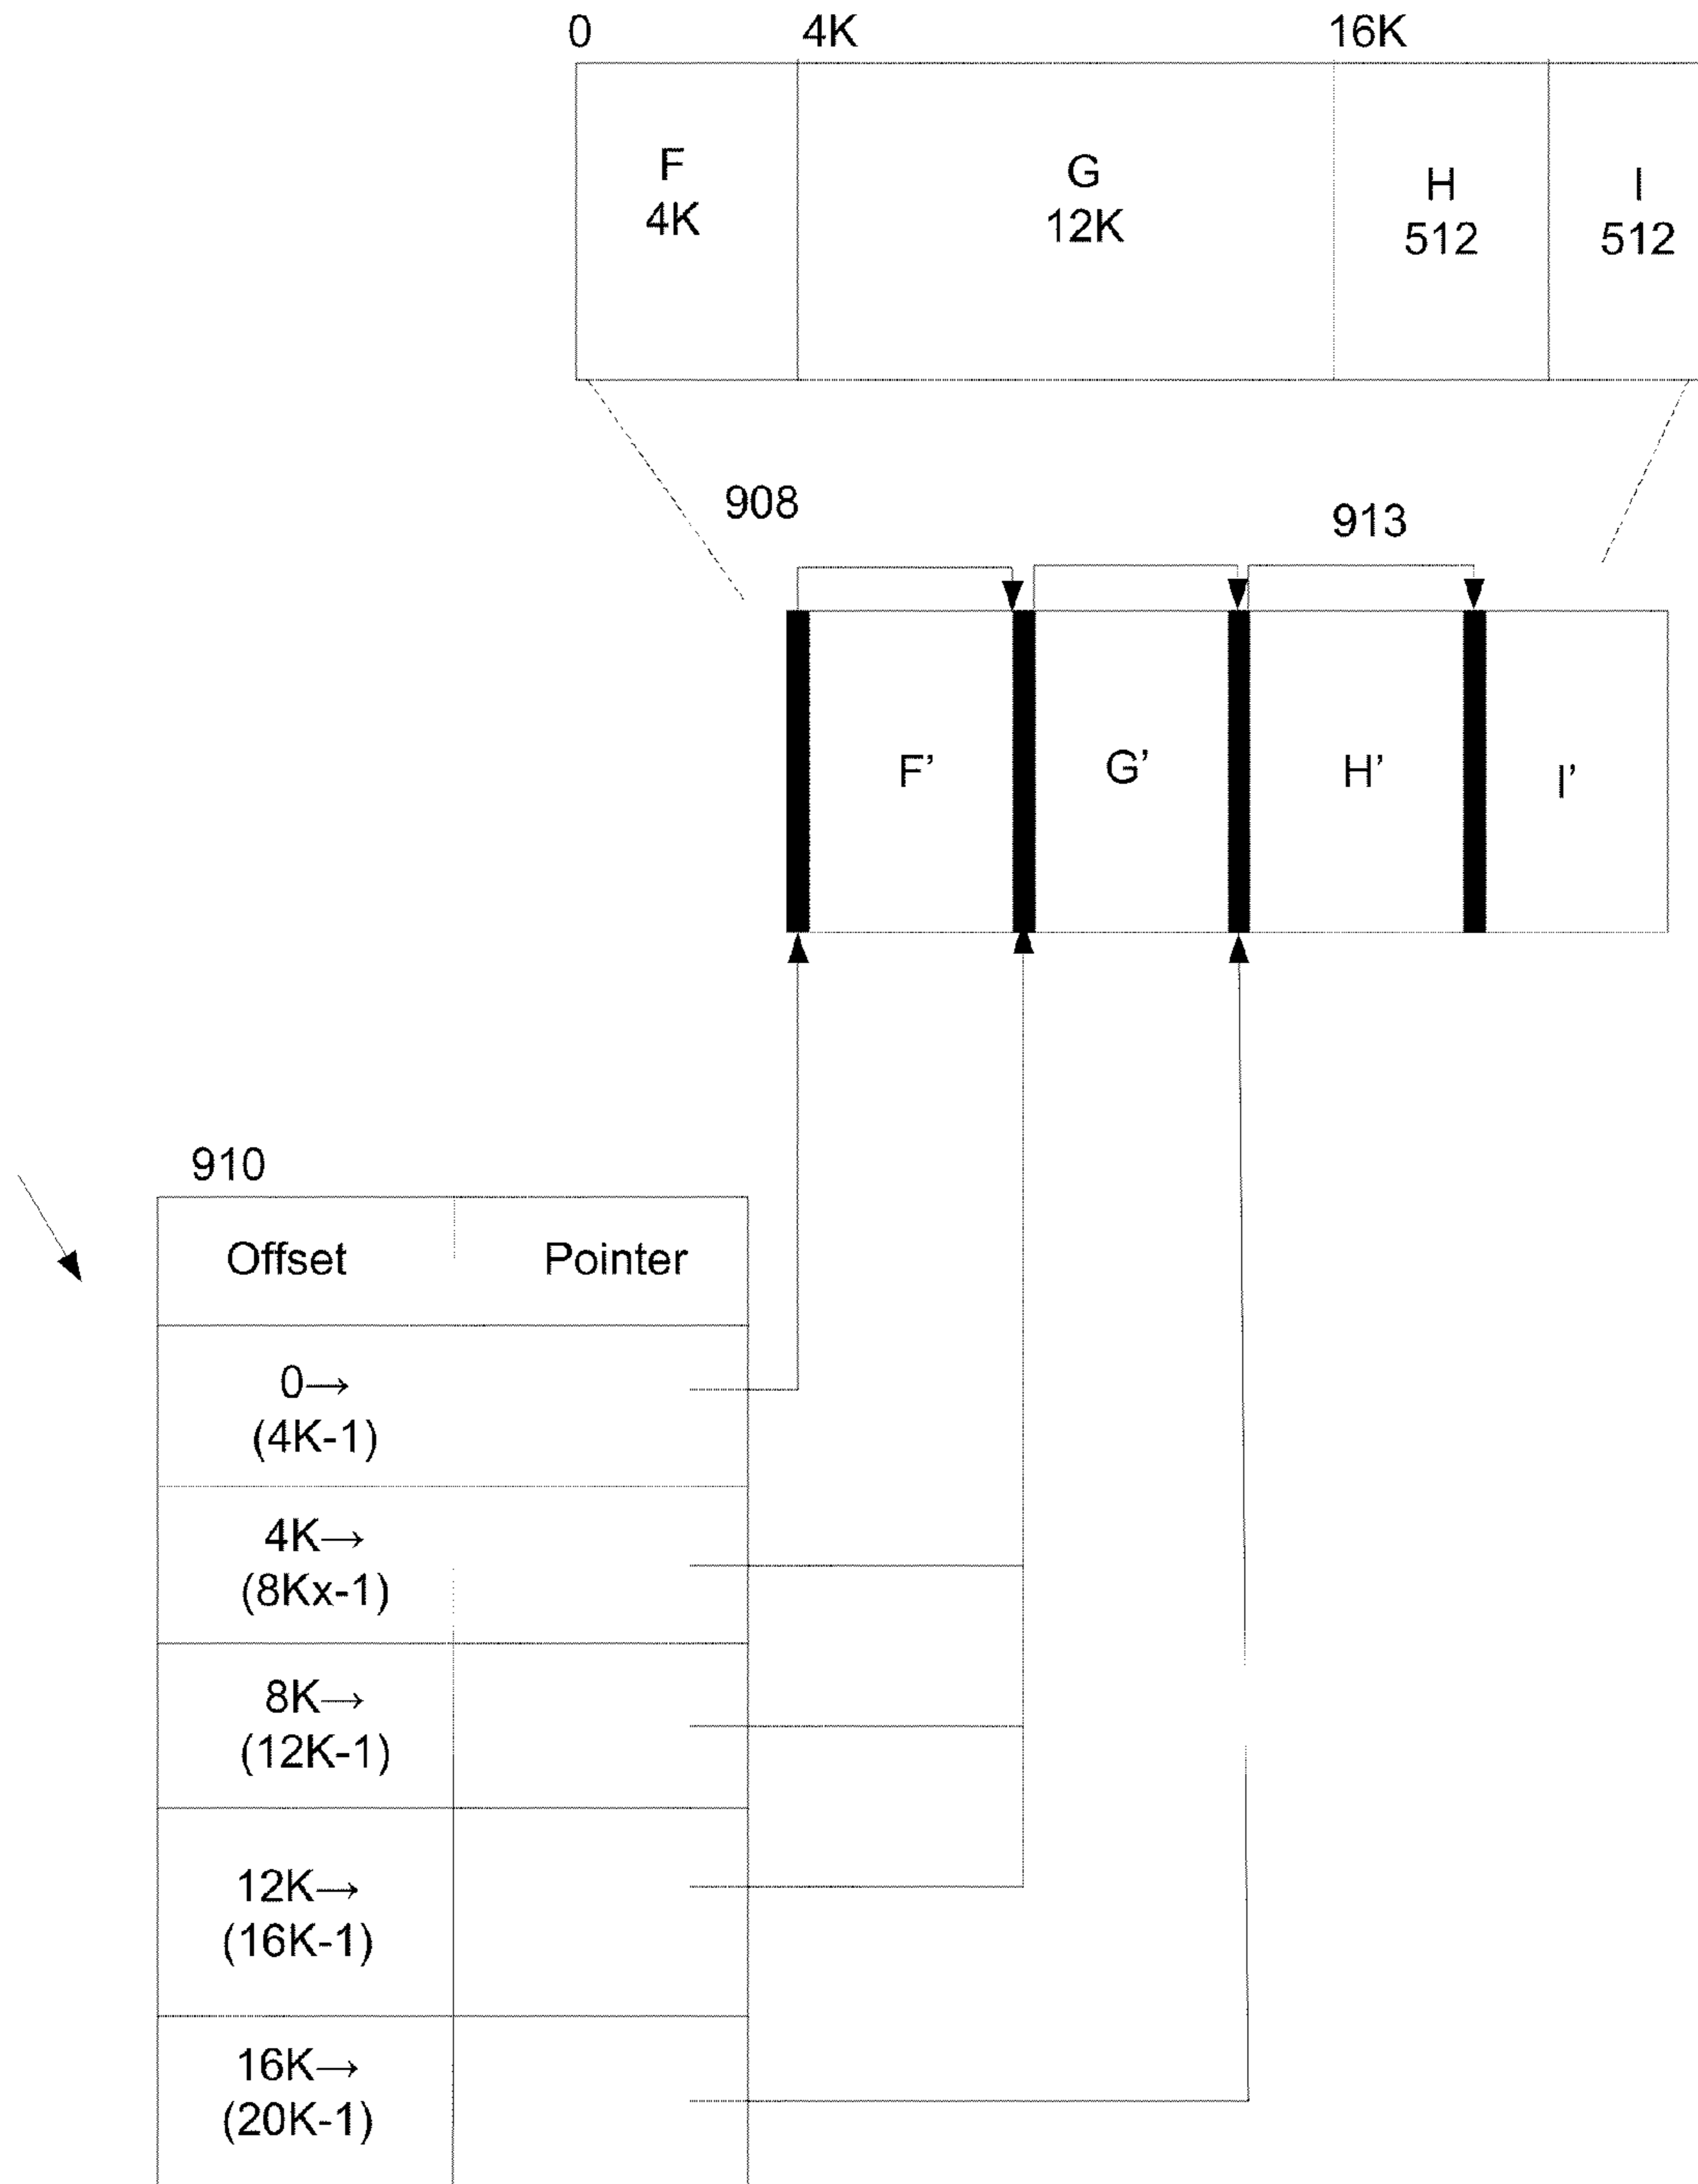 0 4K 16K
F G H I
4K 12K 512 512
908 913
F’ G’ H’ I'
910
Offset Pointer
0→
(4K-1)
4K→
(8Kx-1)
8K→
(12K-1)
12K→
(16K-1)
16K→
(20K-1)